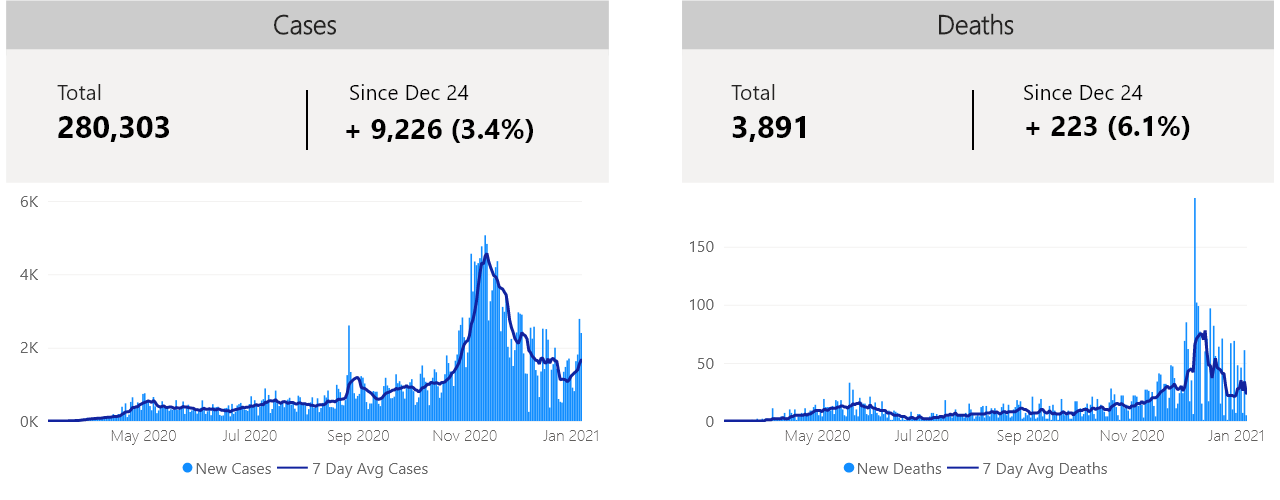 Cases
Total
280,303
Since Dec 24
+ 9,226 (3.4%)
6K
4K
2K
0K
May 2020
Jul 2020
Sep 2020
Nov 2020
Jan 2021
New Cases
7 Day Avg Cases
Deaths
Total
3,891
Since Dec 24
+ 223 (6.1%)
150
100
50
0
May 2020
Jul 2020
Sep 2020
Nov 2020
Jan 2021
New Deaths
7 Day Avg Deaths